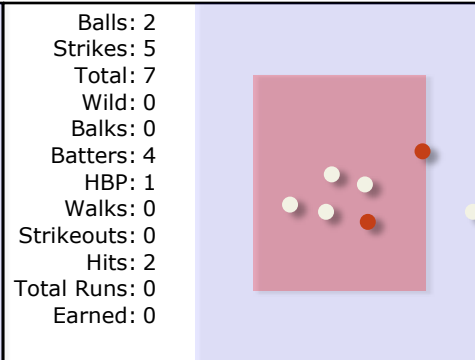 Balls: 2
Strikes: 5
Total: 7
Wild: 0
Balks: 0
Batters: 4
HBP: 1
Walks: 0
Strikeouts: 0
Hits: 2
Total Runs: 0
Earned: 0